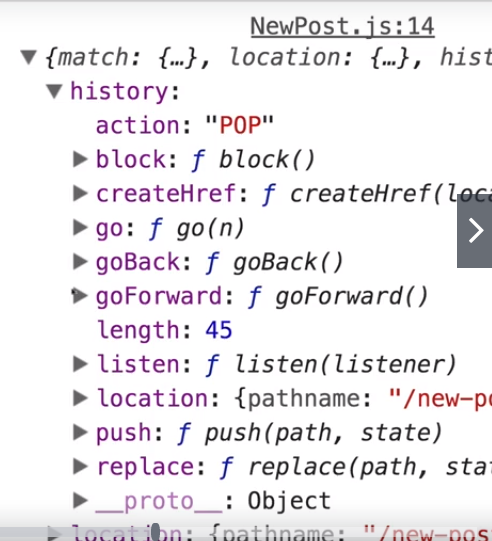 NewPost.js:14
▼{match: {…}, location: {…}, hist
▼history:
action: "POP"
▶block: ƒ block()
▶createHref: ƒ createHref(loca
▶go: ƒ go(n)
▶goBack: ƒ goBack()
▶goForward: ƒ goForward()
length: 45
▶listen: ƒ listen(listener)
▶location: {pathname: "/new-po
▶push: ƒ push(path, state)
▶replace: ƒ replace(path, stat
▶__proto__: Object
▶location: {pathname: "/new-pos